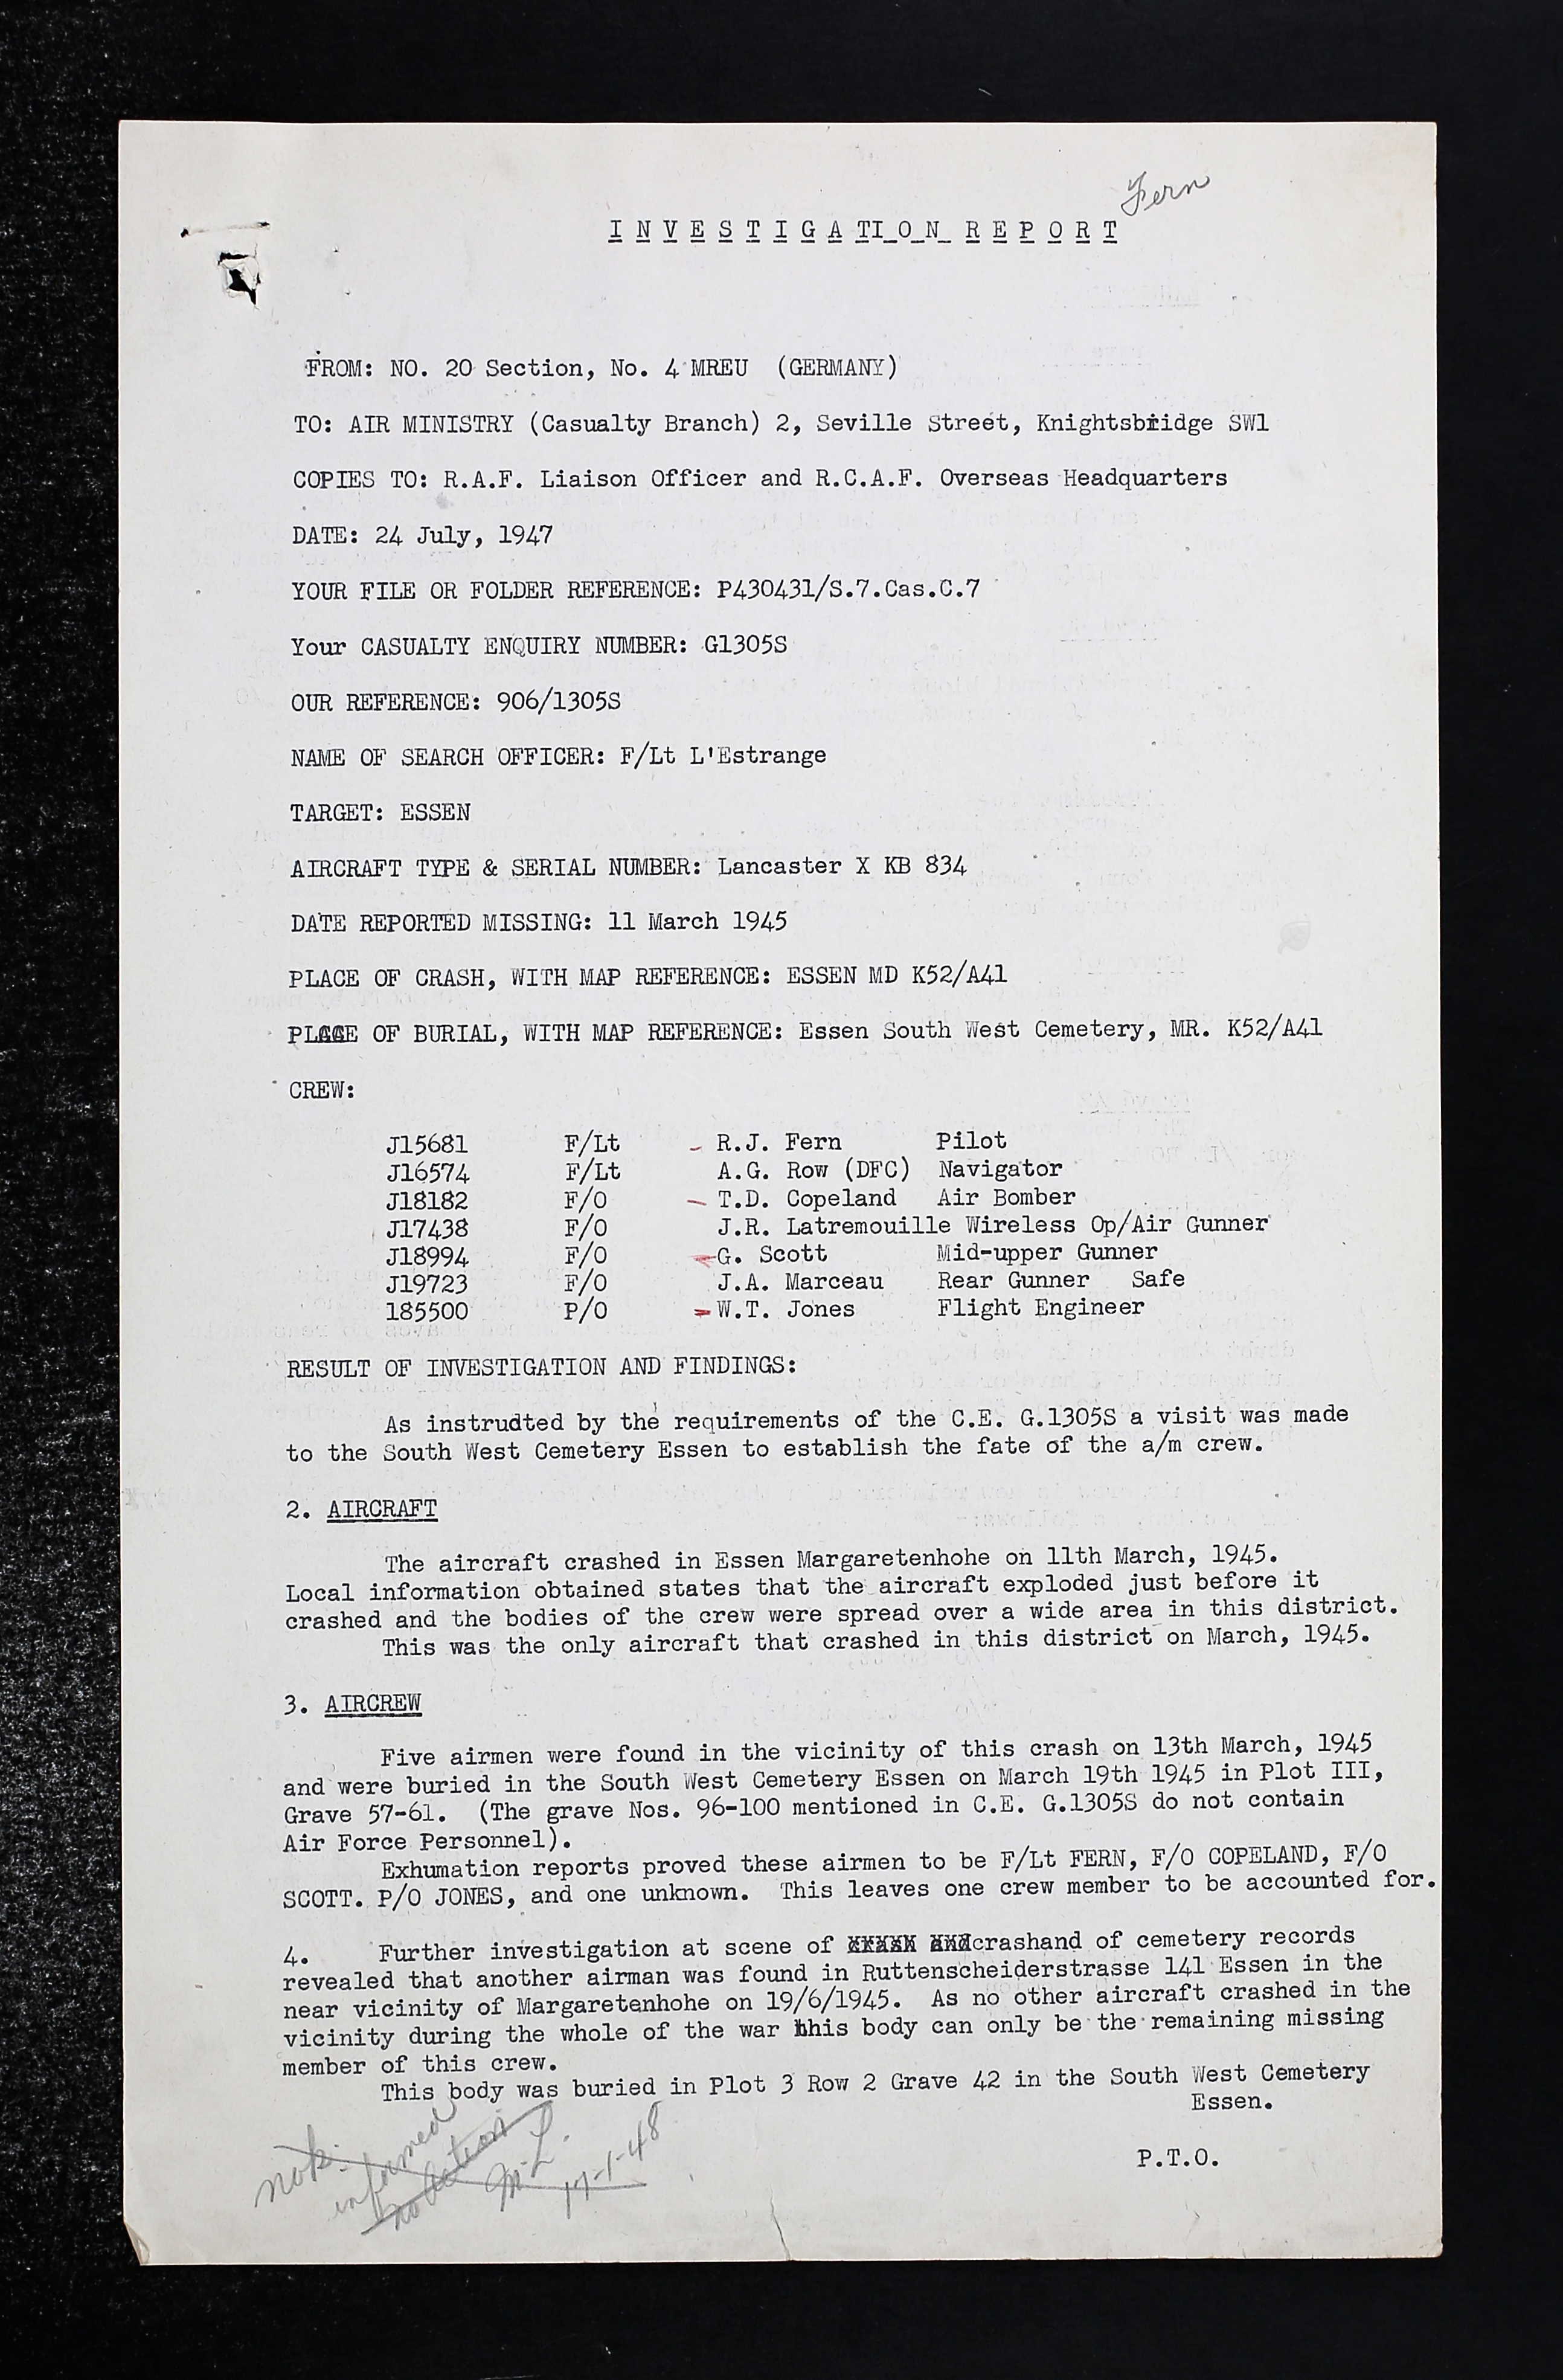 Fern
INVESTIGATION REPORT
FROM: NO. 20 Section, No. 4 MREU (GERMANY)
TO: AIR MINISTRY (Casualty Branch) 2, Seville Street, Knightsbridge SW1
COPIES TO: R.A.F. Liaison Officer and R.C.A.F. Overseas Headquarters
DATE: 24 July, 1947
YOUR FILE OR FOLDER REFERENCE: P430431/S.7.Cas.C.7
Your CASUALTY ENQUIRY NUMBER: G1305S
OUR REFERENCE: 906/1305S
NAME OF SEARCH OFFICER: F/Lt L'Estrange
TARGET: ESSEN
AIRCRAFT TYPE & SERIAL NUMBER: Lancaster X KB 834
DATE REPORTED MISSING: 11 March 1945
PLACE OF CRASH, WITH MAP REFERENCE: ESSEN MD K52/A41
PLACE OF BURIAL, WITH MAP REFERENCE: Essen South West Cemetery, MR. K52/A41
CREW:
J15681 F/Lt - R.J. Fern Pilot
J16574 F/Lt A.G. Row (DFC) Navigator
J18182 F/O - T.D. Copeland Air Bomber
J17438 F/O J.R. Latremouille Wireless Op/Air Gunner
J18994 F/O - G. Scott Mid-upper Gunner
J19723 F/O J.A. Marceau Rear Gunner Safe
185500 P/O = W.T. Jones Flight Engineer
RESULT OF INVESTIGATION AND FINDINGS:
As instrudted by the requirements of the C.E. G.1305S a visit was made
to the South West Cemetery Essen to establish the fate of the a/m crew.
2. AIRCRAFT
The aircraft crashed in Essen Margaretenhohe on 11th March, 1945.
Local information obtained states that the aircraft exploded just before it
crashed and the bodies of the crew were spread over a wide area in this district.
This was the only aircraft that crashed in this district on March, 1945.
3. AIRCREW
Five airmen were found in the vicinity of this crash on 13th March, 1945
and were buried in the South West Cemetery Essen on March 19th 1945 in Plot III,
Grave 57-61. (The grave Nos. 96-100 mentioned in C.E. G.1305S do not contain
Air Force Personnel).
Exhumation reports proved these airmen to be F/Lt FERN, F/O COPELAND, F/O
SCOTT. P/O JONES, and one unknown. This leaves one crew member to be accounted for.
4. Further investigation at scene of crashand of cemetery records
revealed that another airman was found in Ruttenscheiderstrasse 141 Essen in the
near vicinity of Margaretenhohe on 19/6/1945. As no other aircraft crashed in the
vicinity during the whole of the war this body can only be the remaining missing
member of this crew.
This body was buried in Plot 3 Row 2 Grave 42 in the South West Cemetery
Essen.
P.T.O.
nok
informed
no action
M.L.
17-1-48